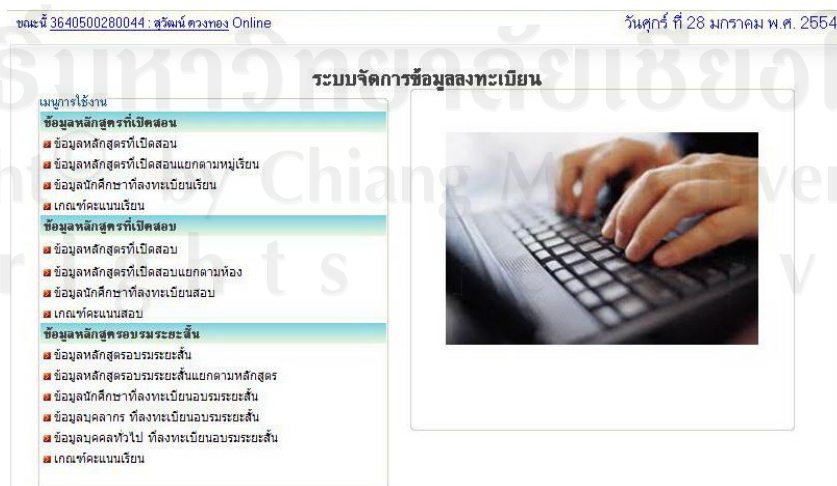 ขณะนี้ 3640500280044 : สุวัฒน์ ดวงทอง Online
วันศุกร์ ที่ 28 มกราคม พ.ศ. 2554
ระบบจัดการข้อมูลลงทะเบียน
เมนูการใช้งาน
ข้อมูลหลักสูตรที่เปิดสอน
ข้อมูลหลักสูตรที่เปิดสอน
ข้อมูลหลักสูตรที่เปิดสอนแยกตามหมู่เรียน
ข้อมูลนักศึกษาที่ลงทะเบียนเรียน
เกณฑ์คะแนนเรียน
ข้อมูลหลักสูตรที่เปิดสอบ
ข้อมูลหลักสูตรที่เปิดสอบ
ข้อมูลหลักสูตรที่เปิดสอบแยกตามห้อง
ข้อมูลนักศึกษาที่ลงทะเบียนสอบ
เกณฑ์คะแนนสอบ
ข้อมูลหลักสูตรอบรมระยะสั้น
ข้อมูลหลักสูตรอบรมระยะสั้น
ข้อมูลหลักสูตรอบรมระยะสั้นแยกตามหลักสูตร
ข้อมูลนักศึกษาที่ลงทะเบียนอบรมระยะสั้น
ข้อมูลบุคลากร ที่ลงทะเบียนอบรมระยะสั้น
ข้อมูลบุคคลทั่วไป ที่ลงทะเบียนอบรมระยะสั้น
เกณฑ์คะแนนเรียน
by Chiang